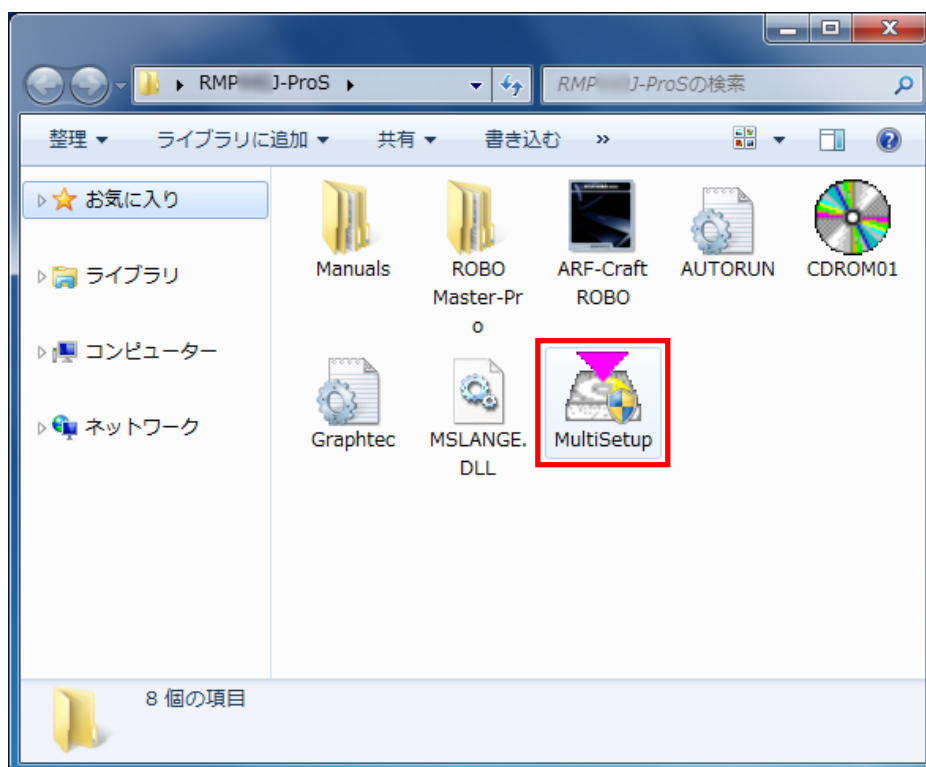 RMP J-ProS
RMP J-ProSの検索
整理 ライブラリに追加 共有 書き込む »
お気に入り
ライブラリ
コンピューター
ネットワーク
Manuals
ROBO
Master-Pr
o
ARF-Craft
ROBO
AUTORUN
CDROM01
Graphtec
MSLANGE.
DLL
MultiSetup
8 個の項目